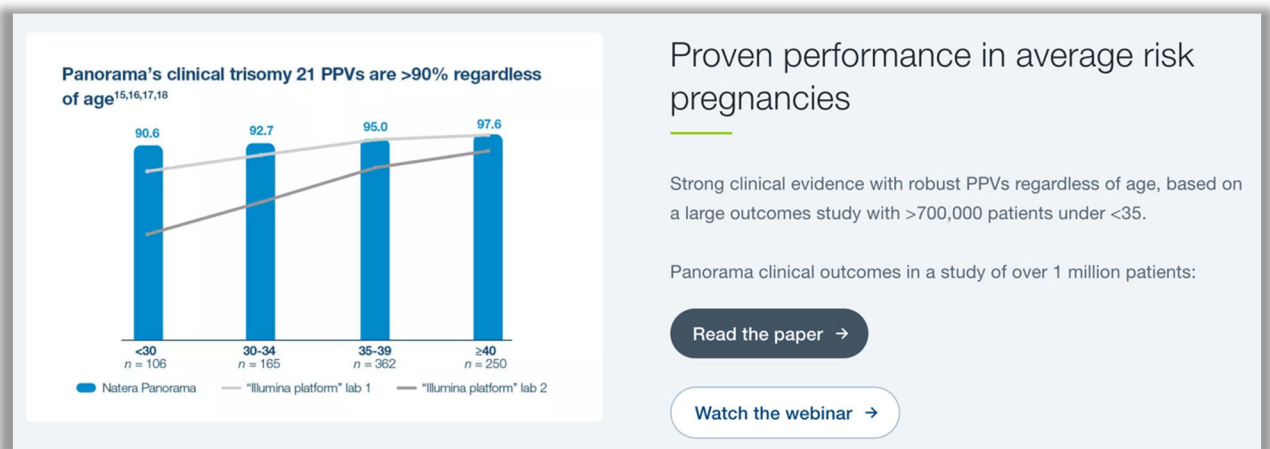 Panorama's clinical trisomy 21 PPVs are >90% regardless
of age15,16,17,18
90.6
92.7
95.0
97.6
<30
30-34
35-39
≥40
n = 106
n = 165
n = 362
n = 250
Natera Panorama
"Illumina platform" lab 1
"Illumina platform" lab 2
Proven performance in average risk
pregnancies
Strong clinical evidence with robust PPVs regardless of age, based on
a large outcomes study with >700,000 patients under <35.
Panorama clinical outcomes in a study of over 1 million patients:
Read the paper →
Watch the webinar →